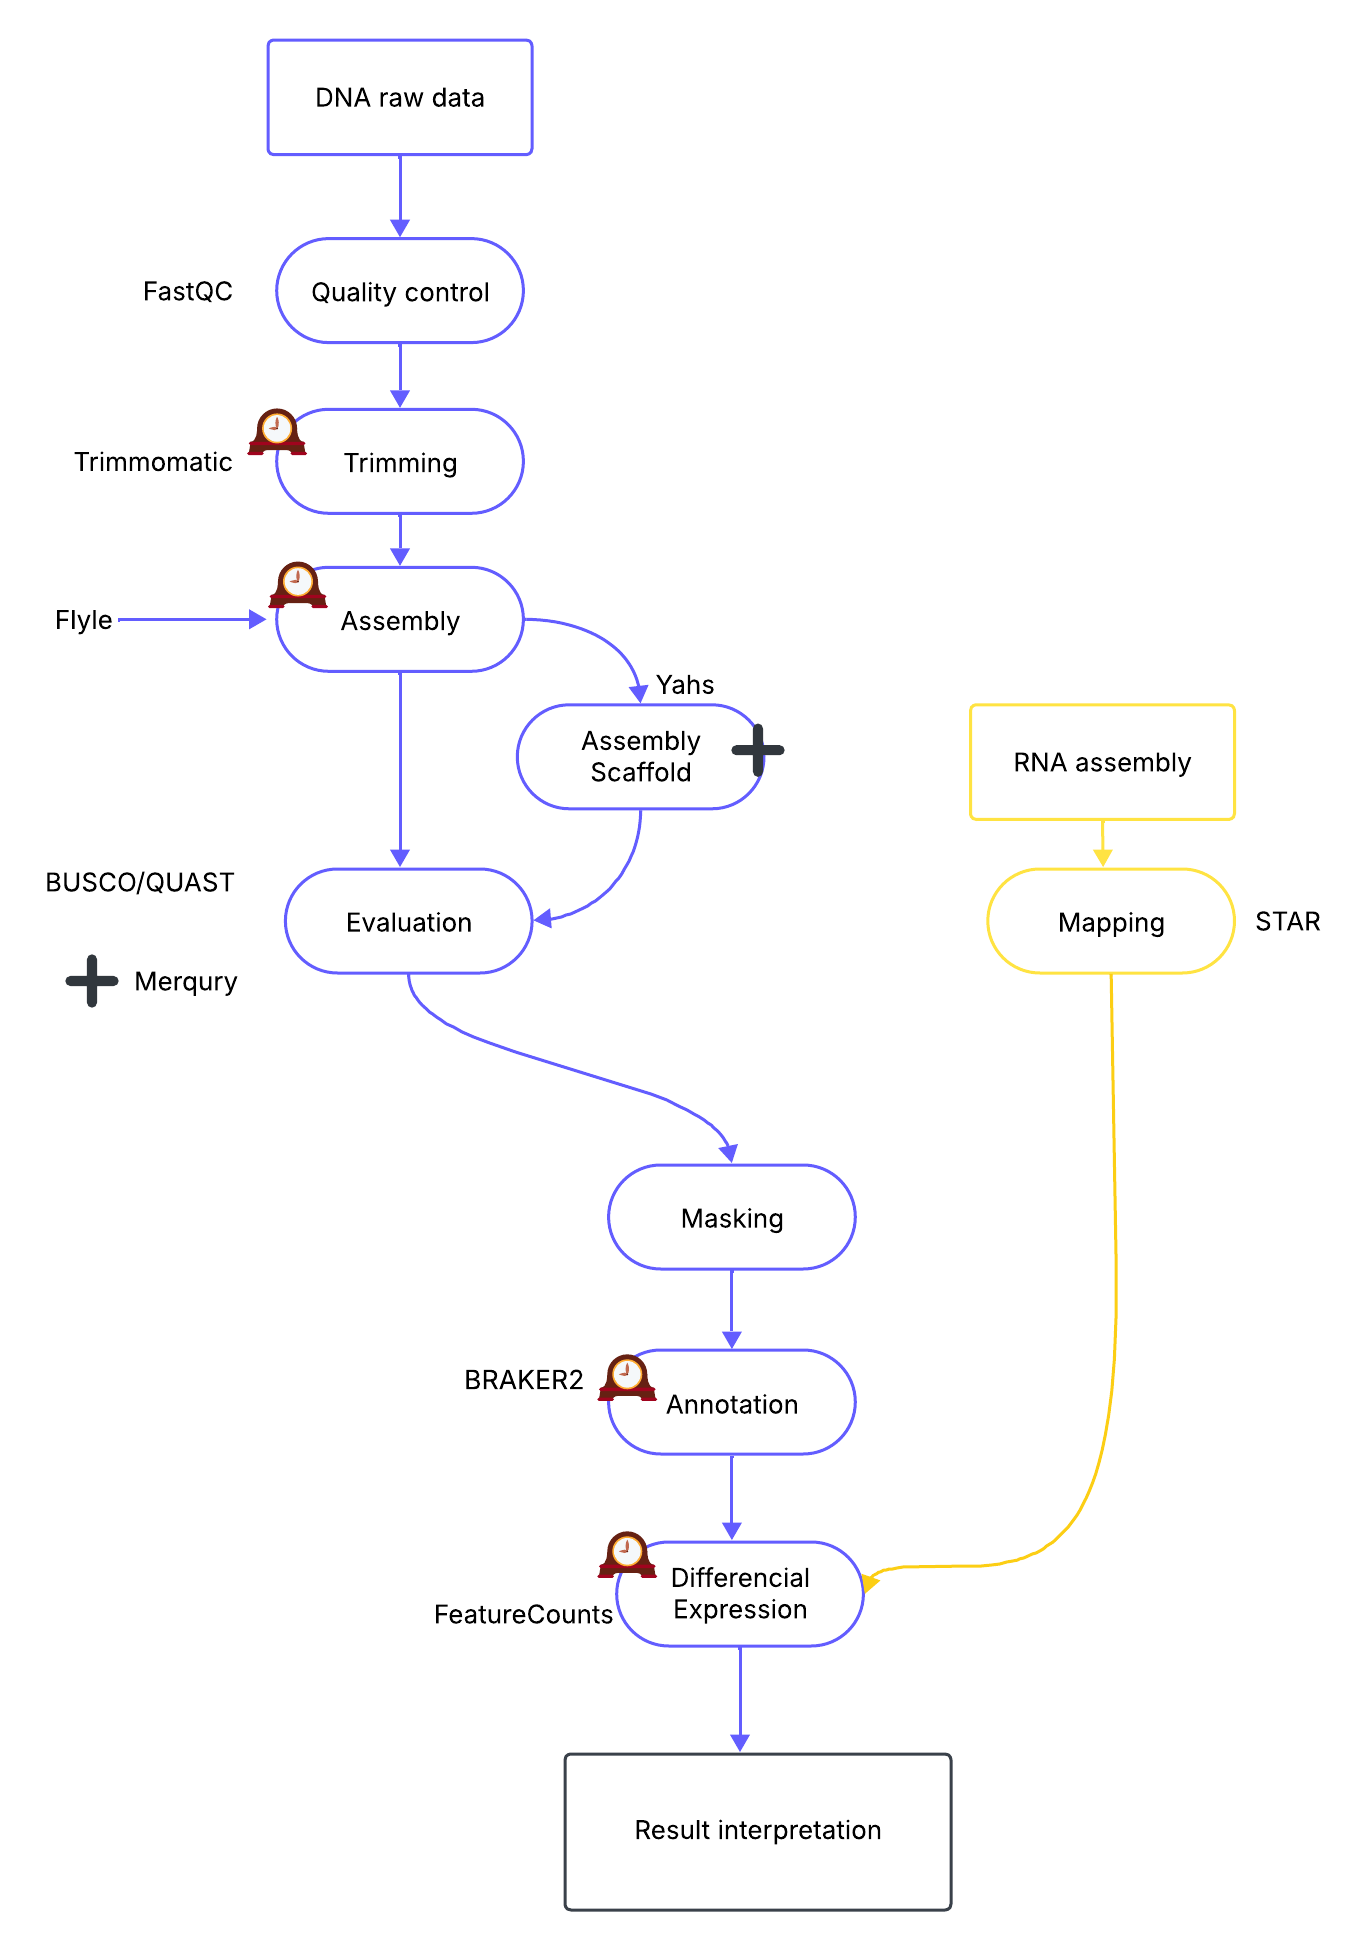 DNA raw data
FastQC
Quality control
Trimmomatic
Trimming
Flyle
Assembly
Yahs
Assembly
Scaffold
RNA assembly
BUSCO/QUAST
Evaluation
Mapping
STAR
Merqury
Masking
BRAKER2
Annotation
Differencial
Expression
FeatureCounts
Result interpretation